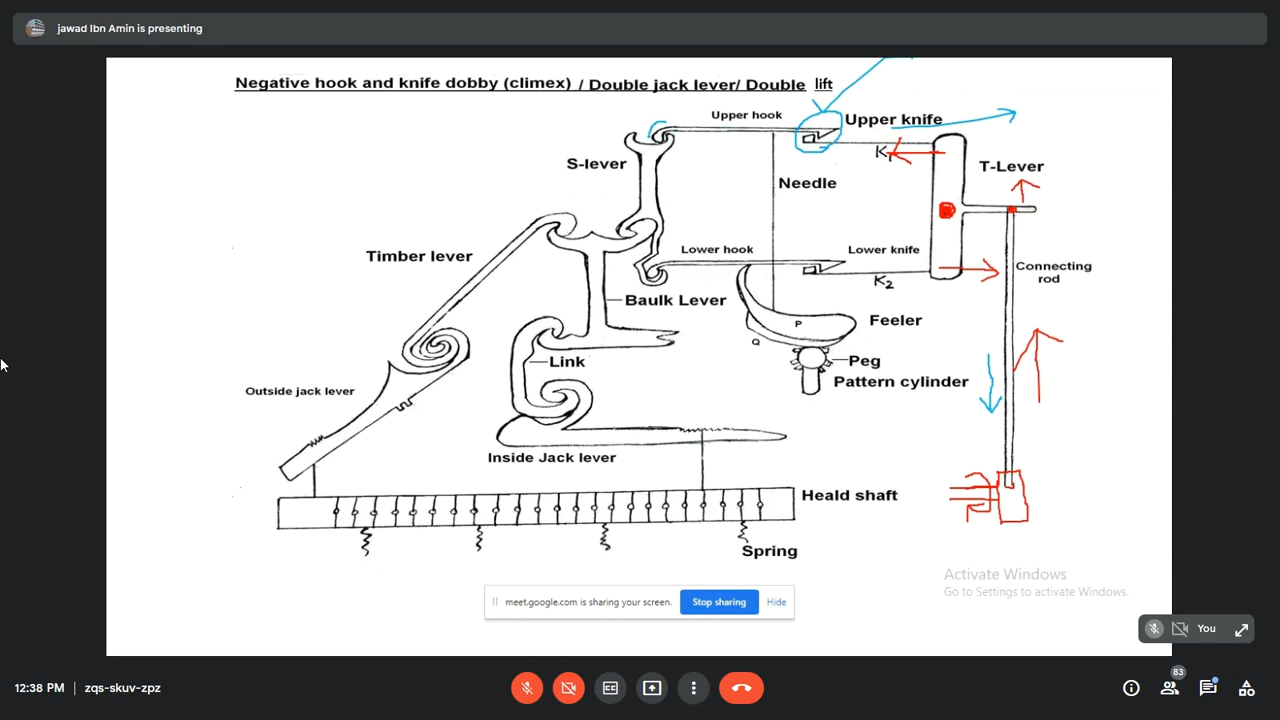 jawad Ibn Amin is presenting
Negative hook and knife dobby (climex) / Double jack lever/ Double lift
Upper hook
Upper knife
K1
S-lever
T-Lever
Needle
Timber lever
Lower hook
Lower knife
Connecting
rod
K2
Baulk Lever
Feeler
P
Q
Link
Peg
Pattern cylinder
Outside jack lever
Inside Jack lever
Heald shaft
Spring
Activate Windows
Go to Settings to activate Windows.
meet.google.com is sharing your screen.
Stop sharing
Hide
You
12:38 PM
zqs-skuv-zpz
83